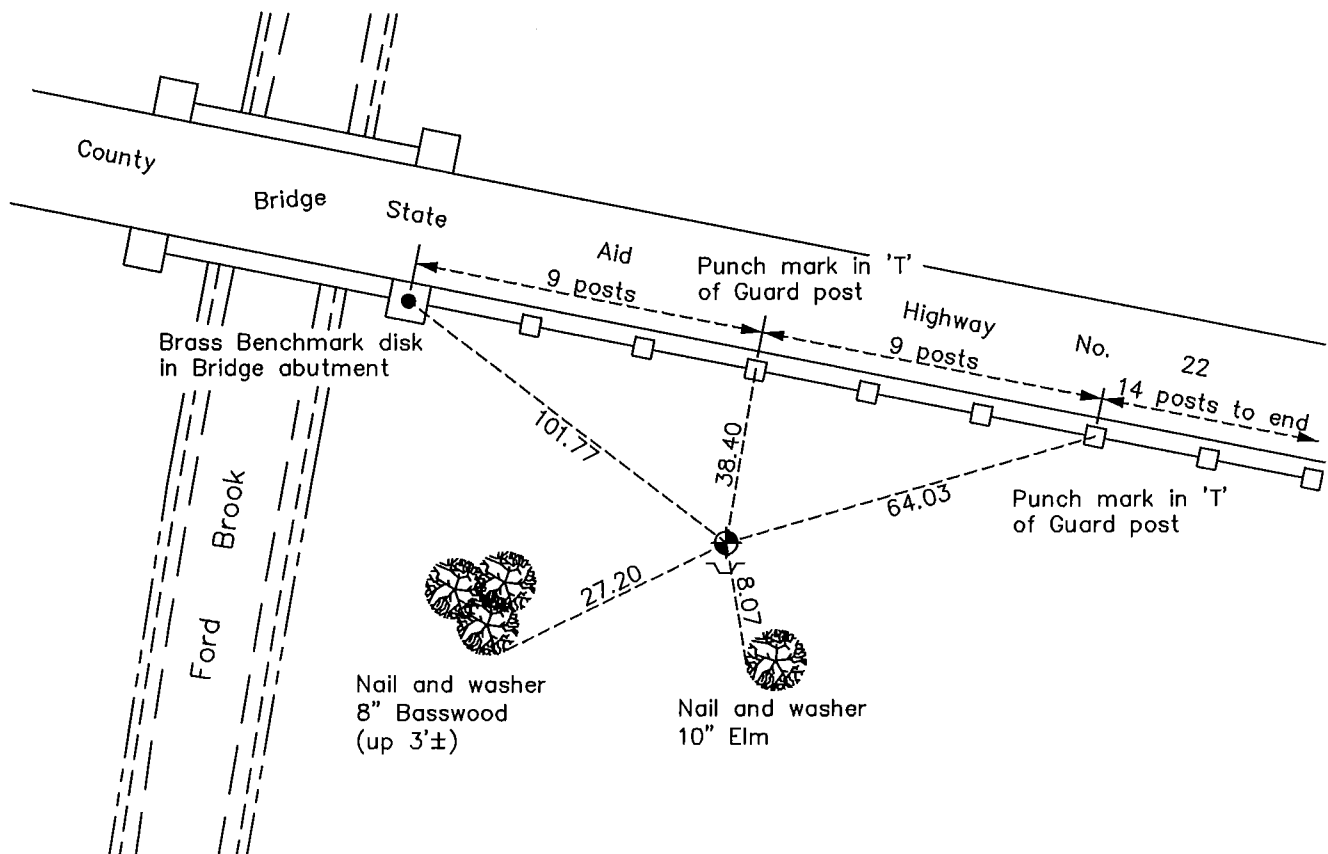 County
Bridge
State
Aid
9 posts
Punch mark in 'T'
of Guard post
Highway
9 posts
No.
22
14 posts to end
Brass Benchmark disk
in Bridge abutment
101.77
38.40
64.03
Punch mark in 'T'
of Guard post
Ford Brook
27.20
8.07
Nail and washer
8" Basswood
(up 3'±)
Nail and washer
10" Elm